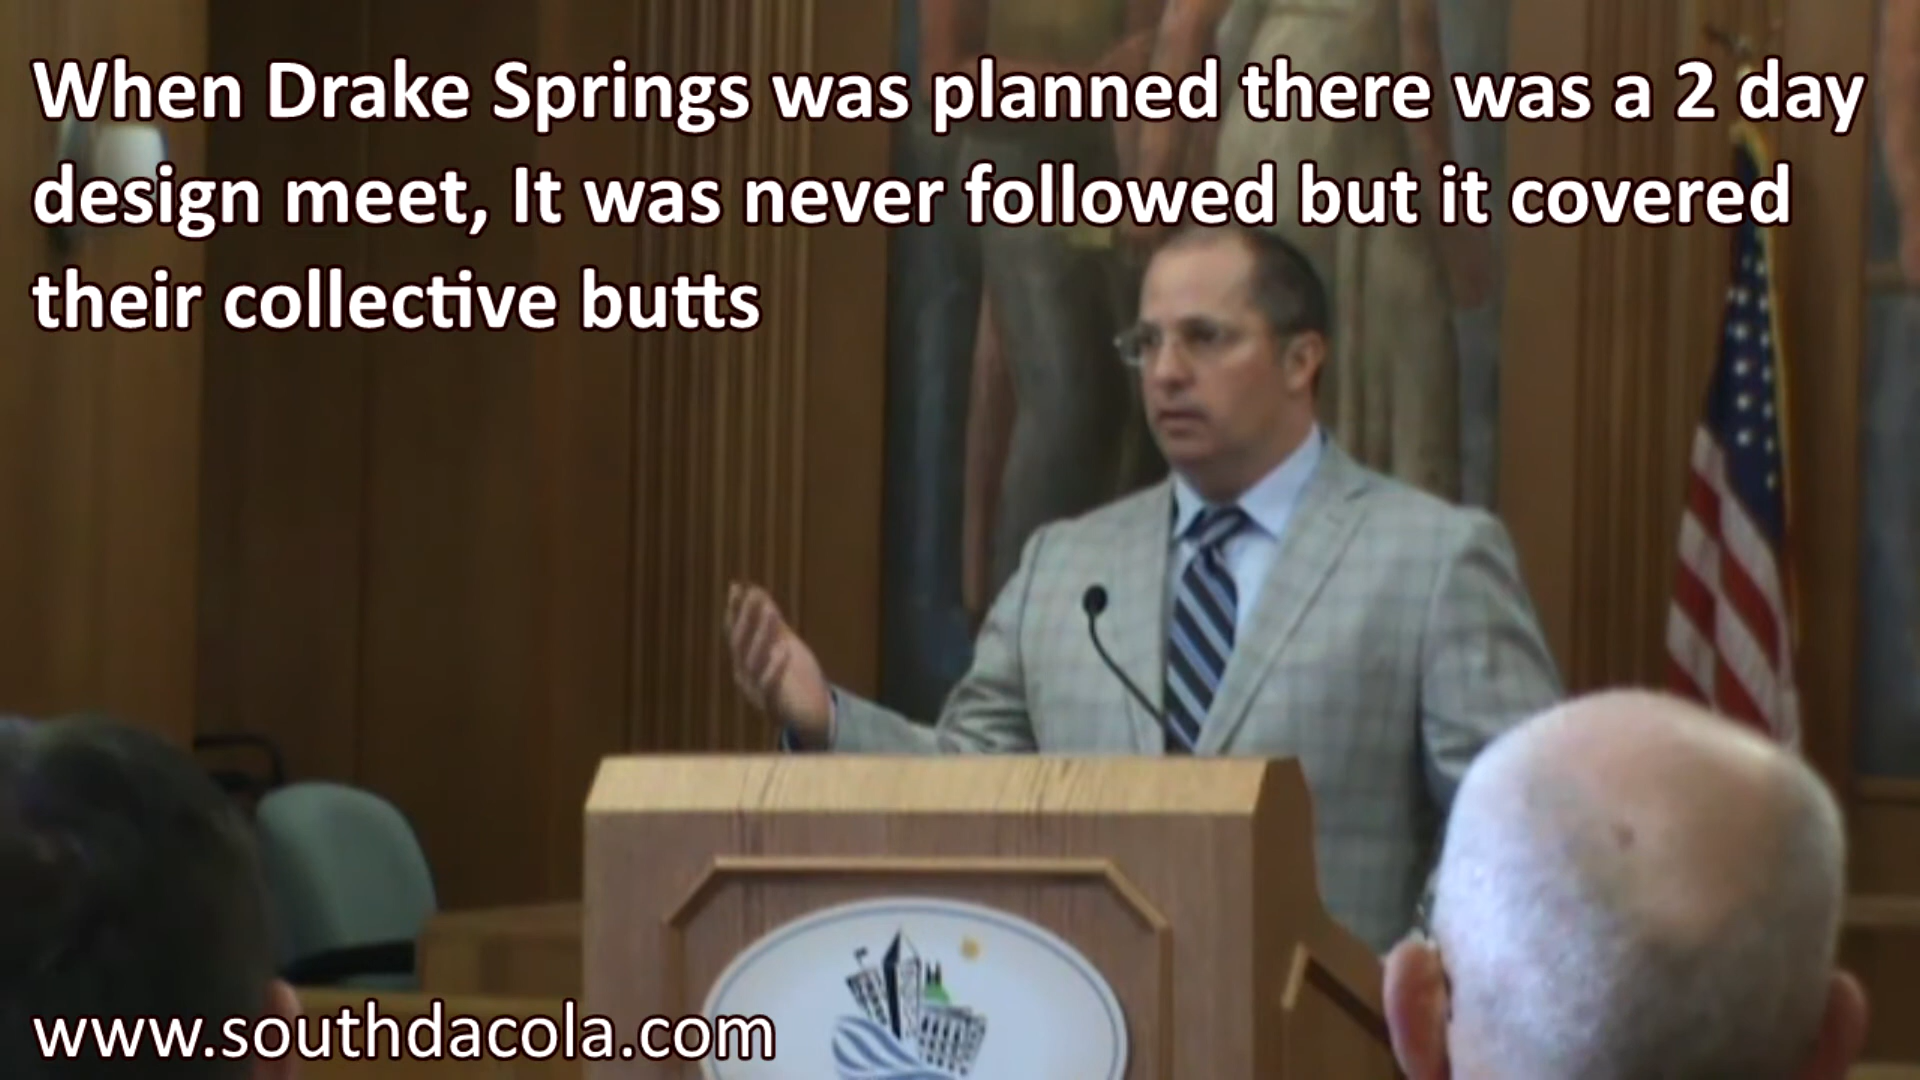 When Drake Springs was planned there was a 2 day
design meet, It was never followed but it covered
their collective butts
www.southdacola.com